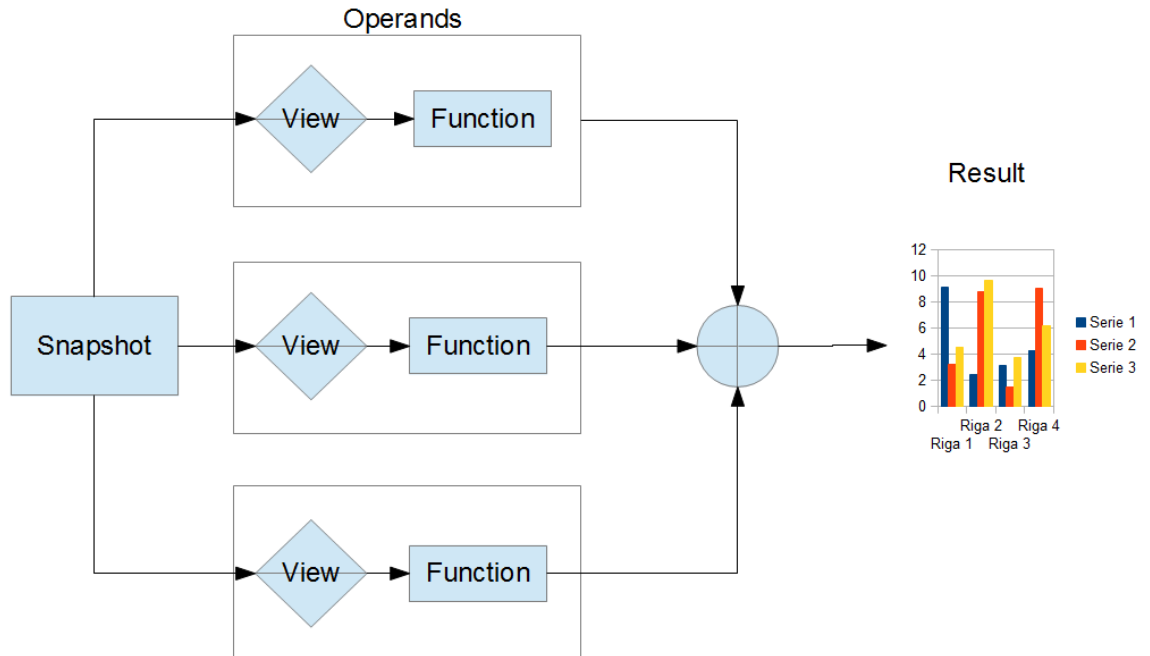 Operands
View
Function
Result
Snapshot
View
Function
View
Function
12
10
8
6
4
2
0
Riga 1
Riga 2
Riga 3
Riga 4
Serie 1
Serie 2
Serie 3